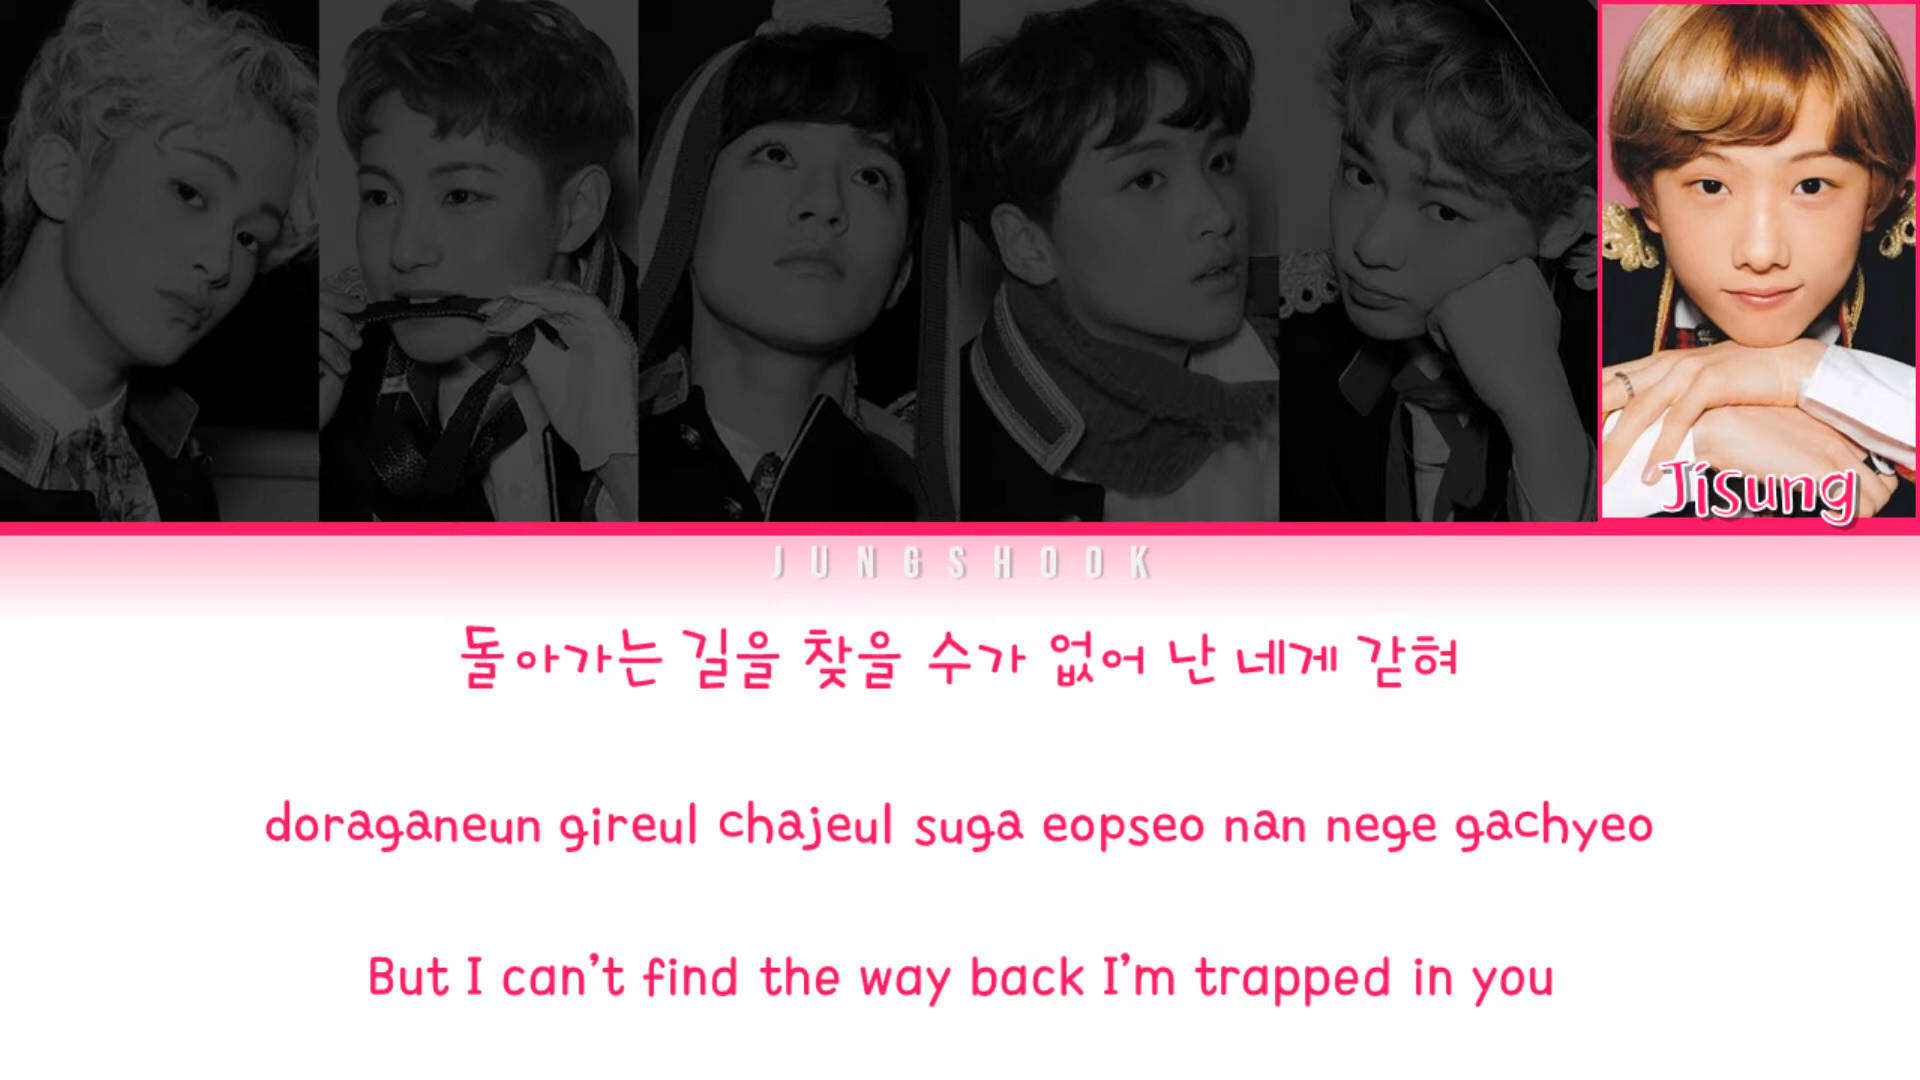 Jisung
JUNGSHOOK
돌아가는 길을 찾을 수가 없어 난 네게 갇혀
doraganeun gireul chajeul suga eopseo nan nege gachyeo
But I can't find the way back I'm trapped in you